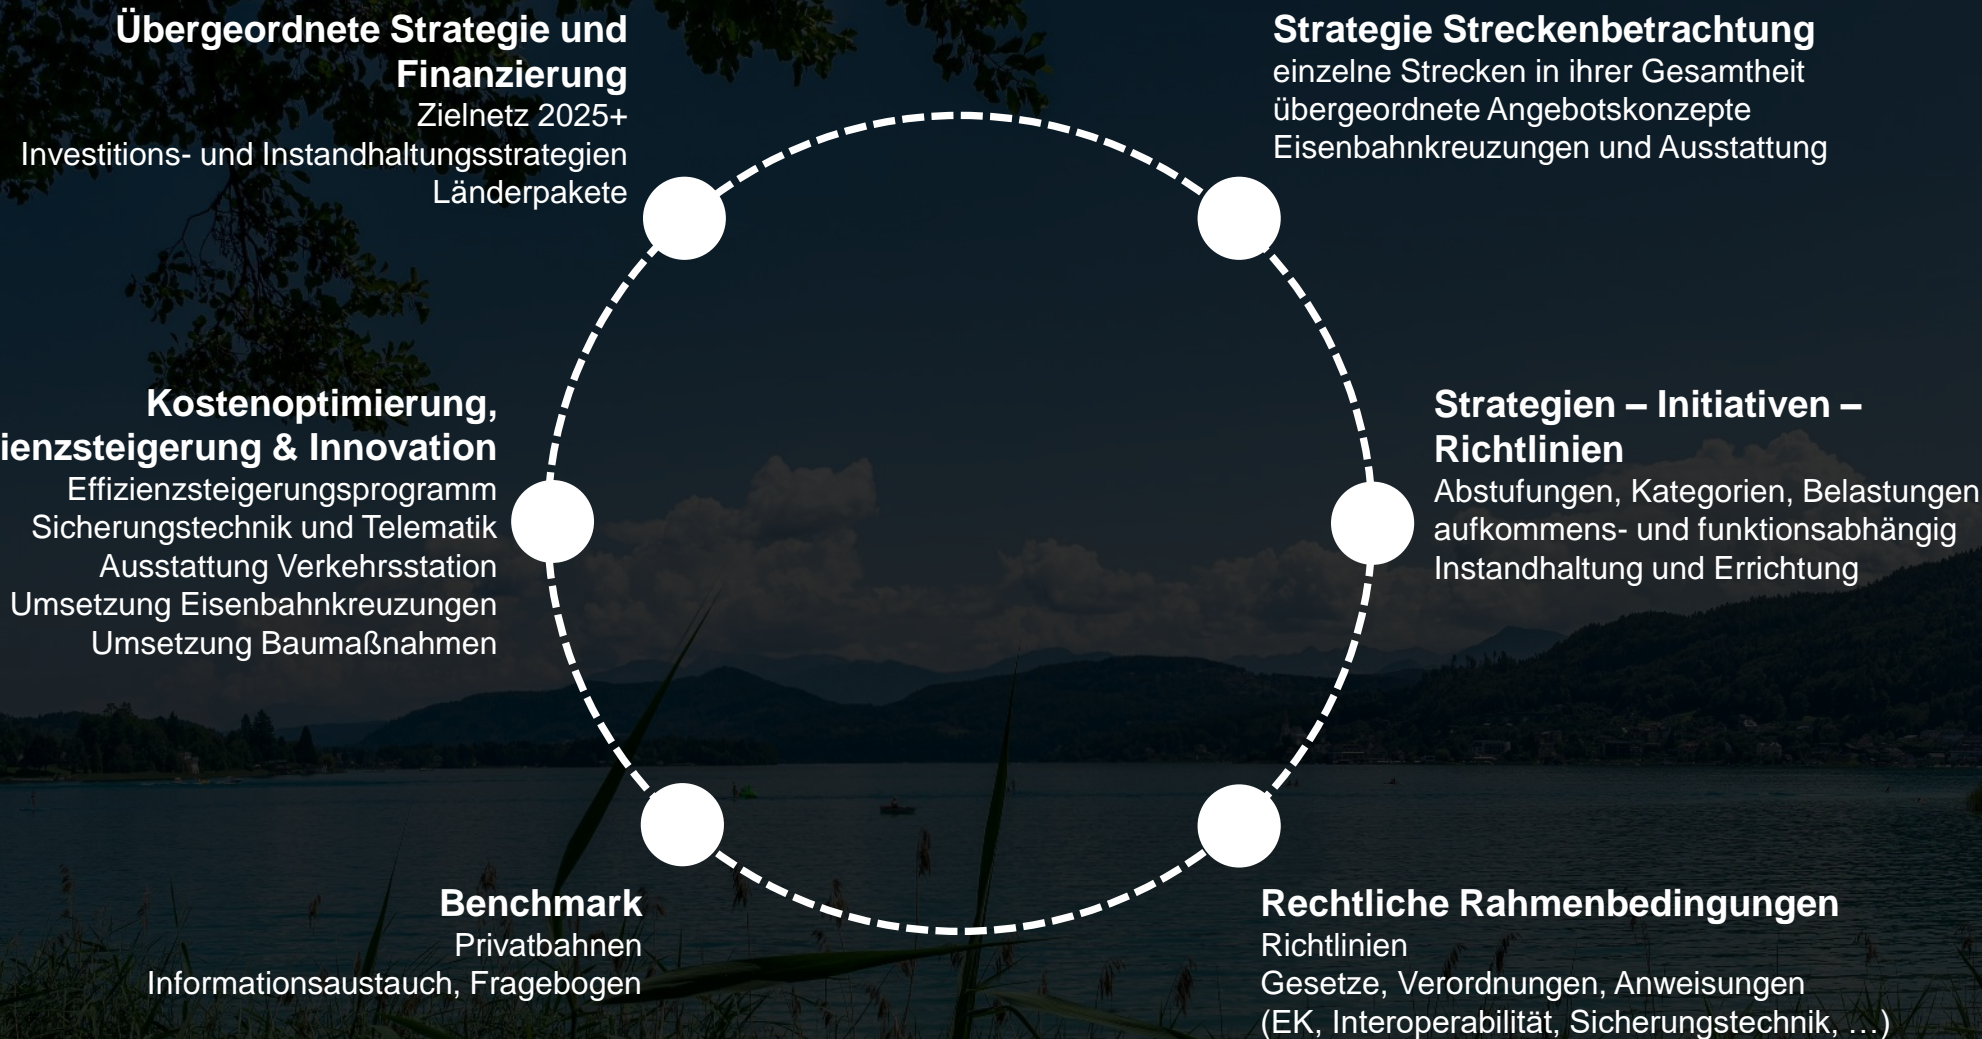 Übergeordnete Strategie und
Finanzierung
Zielnetz 2025+
Investitions- und Instandhaltungsstrategien
Länderpakete
Strategie Streckenbetrachtung
einzelne Strecken in ihrer Gesamtheit
übergeordnete Angebotskonzepte
Eisenbahnkreuzungen und Ausstattung
Kostenoptimierung,
ienzsteigerung & Innovation
Effizienzsteigerungsprogramm
Sicherungstechnik und Telematik
Ausstattung Verkehrsstation
Umsetzung Eisenbahnkreuzungen
Umsetzung Baumaßnahmen
Strategien – Initiativen –
Richtlinien
Abstufungen, Kategorien, Belastungen
aufkommens- und funktionsabhängig
Instandhaltung und Errichtung
Benchmark
Privatbahnen
Informationsaustauch, Fragebogen
Rechtliche Rahmenbedingungen
Richtlinien
Gesetze, Verordnungen, Anweisungen
(EK, Interoperabilität, Sicherungstechnik, …)